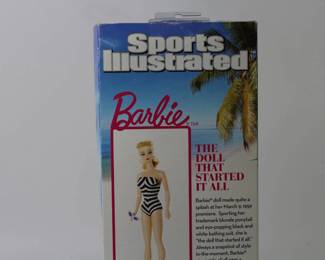 Sports
Illustrated
Barbie
THE
DOLL
THAT
STARTED
IT ALL
Barbie® doll made quite a
splash at her March 9, 1959
premiere. Sporting her
trademark blonde ponytail
and eye-popping black and
white bathing suit, she is
"the doll that started it all."
Always a snapshot of style
in-the-moment, Barbie®